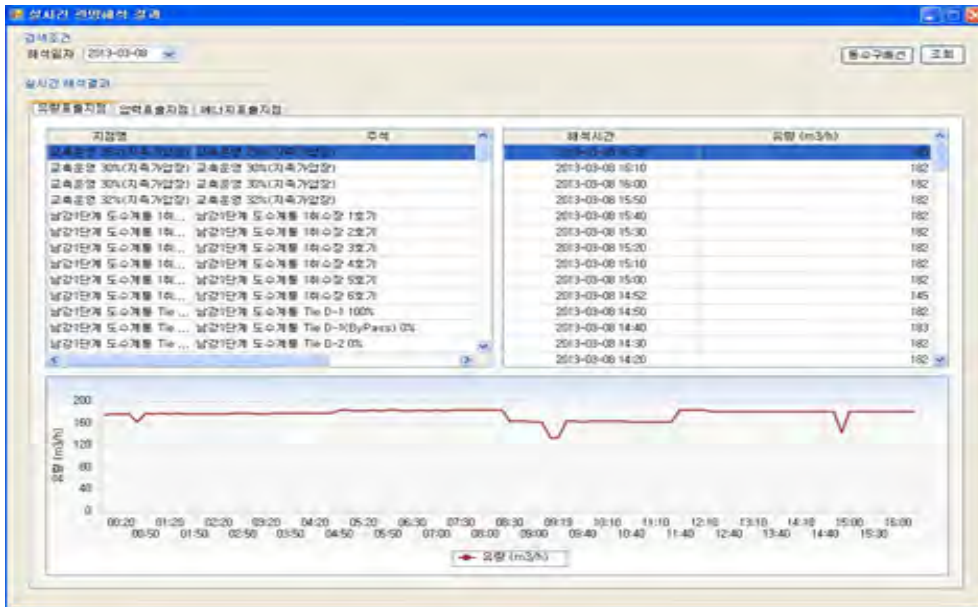 실시간 관망해석 결과
검색조건
해석일자 2013-03-08
통수구배선 조회
실시간 해석결과
유량표출지점 압력표출지점 에너지표출지점
지점명 주석
교축운영 30%(지축가압장) 교축운영 30%(지축가압장)
교축운영 30%(지축가압장) 교축운영 30%(지축가압장)
교축운영 32%(지축가압장) 교축운영 32%(지축가압장)
남강1단계 도수계통 1취... 남강1단계 도수계통 1취수장 1호기
남강1단계 도수계통 1취... 남강1단계 도수계통 1취수장 2호기
남강1단계 도수계통 1취... 남강1단계 도수계통 1취수장 3호기
남강1단계 도수계통 1취... 남강1단계 도수계통 1취수장 4호기
남강1단계 도수계통 1취... 남강1단계 도수계통 1취수장 5호기
남강1단계 도수계통 1취... 남강1단계 도수계통 1취수장 6호기
남강1단계 도수계통 Tie ... 남강1단계 도수계통 Tie D-1 100%
남강1단계 도수계통 Tie ... 남강1단계 도수계통 Tie D-1(ByPass) 0%
남강1단계 도수계통 Tie ... 남강1단계 도수계통 Tie D-2 0%
해석시간 유량 (m3/h)
2013-03-08 16:10 182
2013-03-08 16:00 182
2013-03-08 15:50 182
2013-03-08 15:40 182
2013-03-08 15:30 182
2013-03-08 15:20 182
2013-03-08 15:10 182
2013-03-08 15:00 182
2013-03-08 14:52 145
2013-03-08 14:50 182
2013-03-08 14:40 183
2013-03-08 14:30 182
2013-03-08 14:20 182
유량 (m3/h)
200
160
120
80
40
0
00:20 01:20 02:20 03:20 04:20 05:20 06:30 07:30 08:30 09:19 10:10 11:10 12:10 13:10 14:10 15:00 16:00
00:50 01:50 02:50 03:50 04:50 05:50 07:00 08:00 09:00 09:40 10:40 11:40 12:40 13:40 14:40 15:30
유량 (m3/h)